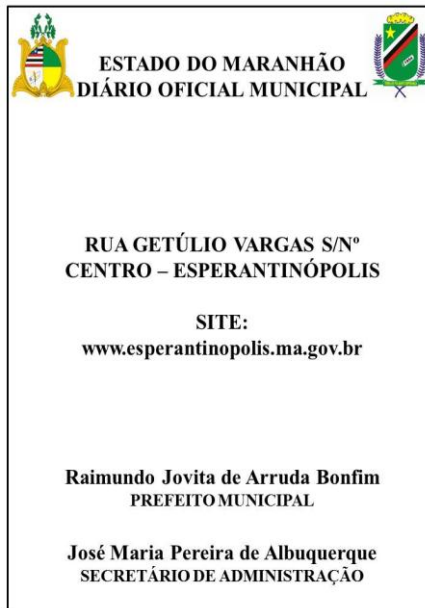 ESTADO DO MARANHÃO
DIÁRIO OFICIAL MUNICIPAL
RUA GETÚLIO VARGAS S/Nº
CENTRO – ESPERANTINÓPOLIS
SITE:
www.esperantinopolis.ma.gov.br
Raimundo Jovita de Arruda Bonfim
PREFEITO MUNICIPAL
José Maria Pereira de Albuquerque
SECRETÁRIO DE ADMINISTRAÇÃO